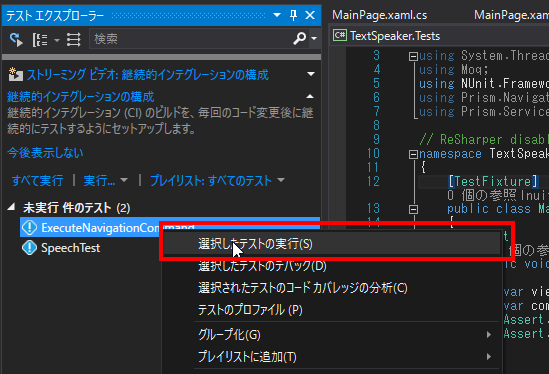 テスト エクスプローラー
検索
ストリーミング ビデオ: 継続的インテグレーションの構成
継続的インテグレーションの構成
継続的インテグレーション (CI) のビルドを、毎回のコード変更後に継
続的にテストするようにセットアップします。
今後表示しない
すべて実行 | 実行... | プレイリスト: すべてのテスト
未実行 件のテスト (2)
ExecuteNavigationCommand
SpeechTest
選択したテストの実行(S)
選択したテストのデバッグ(D)
選択されたテストのコード カバレッジの分析(C)
テストのプロファイル (P)
グループ化(G)
プレイリストに追加(T)
MainPage.xaml.cs
MainPage.xam
C# TextSpeaker.Tests
3 using System.Thread
4 using Moq;
5 using NUnit.Framewo
6 using Prism.Navigat
7 using Prism.Service
8
9 // ReSharper disabl
10 namespace TextSpeak
11 {
12 [TestFixture]
0 個の参照
13 public class Ma
14 {
t
個の参
ic voi
var vie
var com
Assert.
Assert.